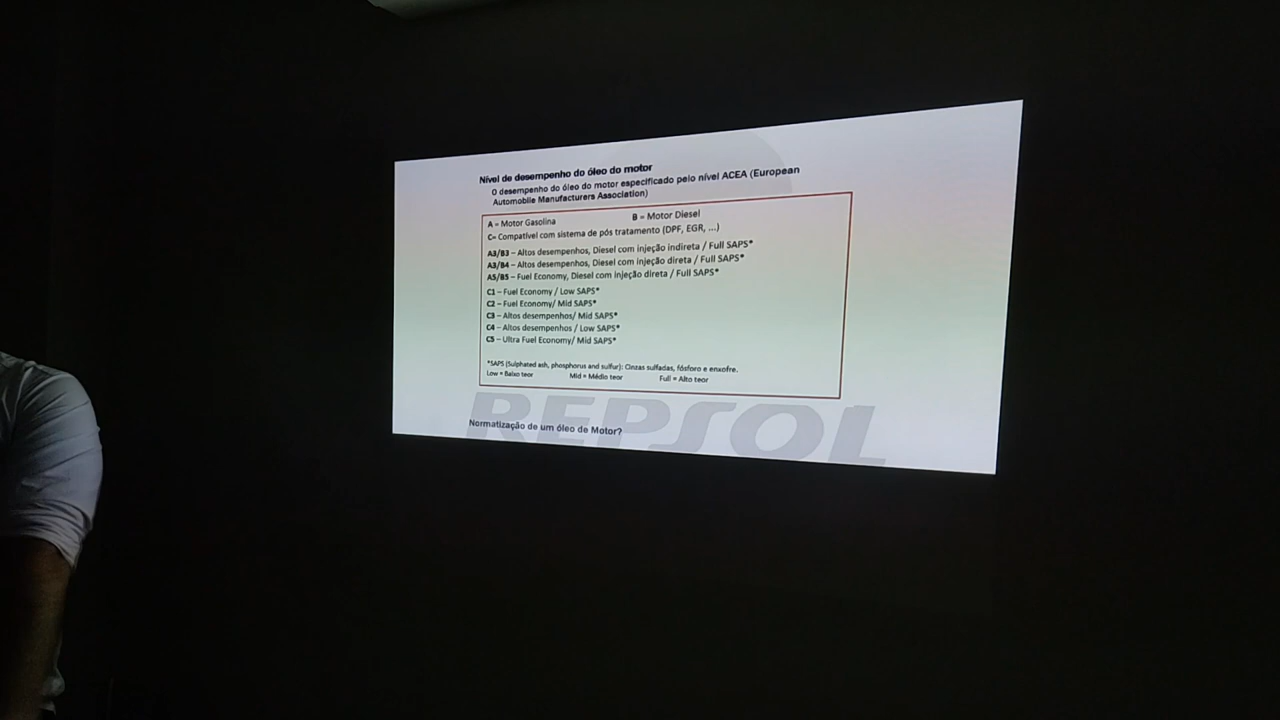 Nível de desempenho do óleo do motor
O desempenho do óleo do motor especificado pelo nível ACEA (European
Automobile Manufacturers Association)
A = Motor Gasolina B = Motor Diesel
C= Compatível com sistema de pós tratamento (DPF, EGR, ...)
A3/B3 – Altos desempenhos, Diesel com injeção indireta / Full SAPS*
A3/B4 – Altos desempenhos, Diesel com injeção direta / Full SAPS*
A5/B5 – Fuel Economy, Diesel com injeção direta / Full SAPS*
C1 – Fuel Economy / Low SAPS*
C2 – Fuel Economy/ Mid SAPS*
C3 – Altos desempenhos/ Mid SAPS*
C4 – Altos desempenhos / Low SAPS*
C5 – Ultra Fuel Economy/ Mid SAPS*
*SAPS (Sulphated ash, phosphorus and sulfur): Cinzas sulfadas, fósforo e enxofre.
Low = Baixo teor Mid = Médio teor Full = Alto teor
REPSOL
Normatização de um óleo de Motor?